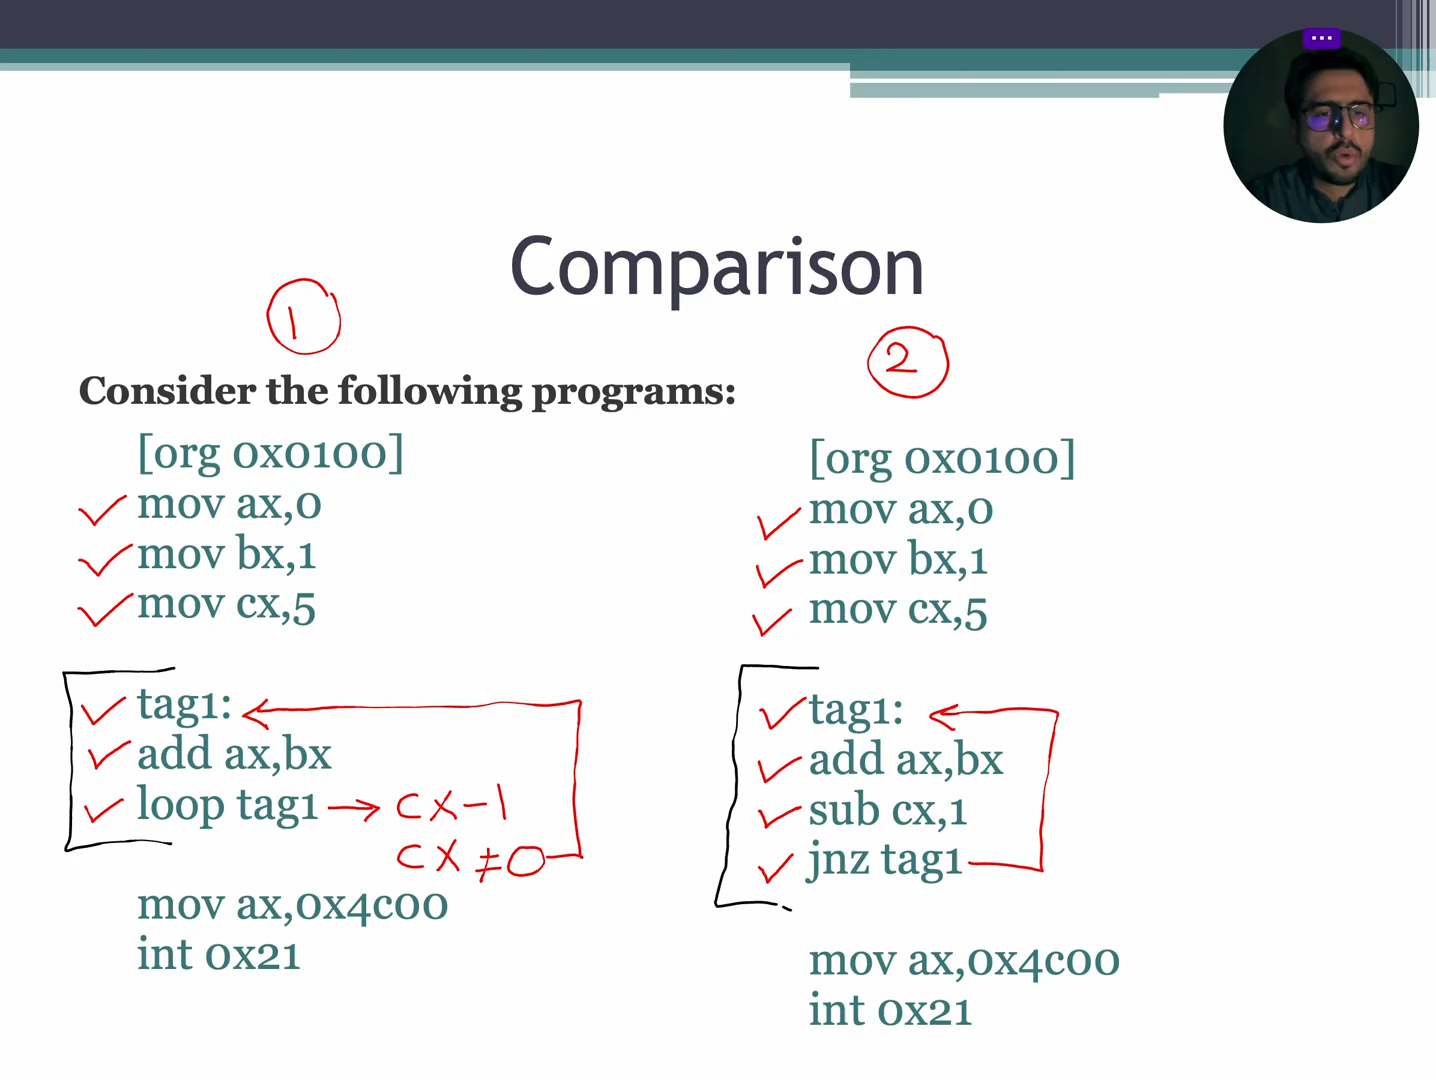 Comparison
1
2
Consider the following programs:
[org 0x0100]
mov ax,0
mov bx,1
mov cx,5
tag1:
add ax,bx
loop tag1 → cx-1
cx ≠0
mov ax,0x4c00
int 0x21
[org 0x0100]
mov ax,0
mov bx,1
mov cx,5
tag1:
add ax,bx
sub cx,1
jnz tag1
mov ax,0x4c00
int 0x21